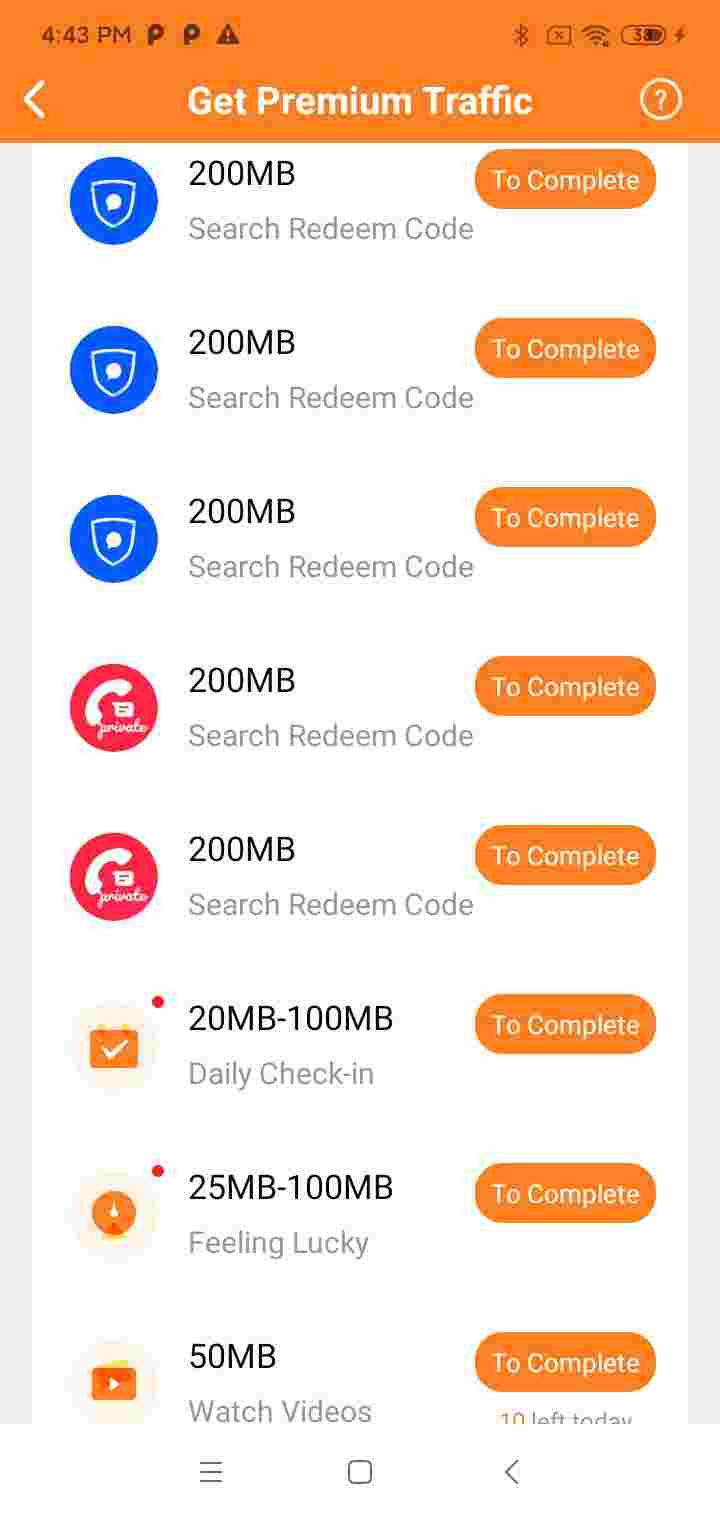 4:43 PM
38
Get Premium Traffic
?
200MB
To Complete
Search Redeem Code
200MB
To Complete
Search Redeem Code
200MB
To Complete
Search Redeem Code
200MB
To Complete
Search Redeem Code
private
200MB
To Complete
Search Redeem Code
private
20MB-100MB
To Complete
Daily Check-in
25MB-100MB
To Complete
Feeling Lucky
50MB
To Complete
Watch Videos
10 left today